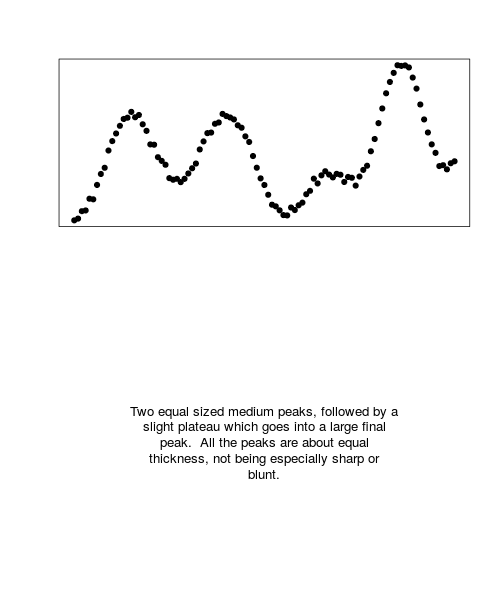 Two equal sized medium peaks, followed by a
slight plateau which goes into a large final
peak.  All the peaks are about equal
thickness, not being especially sharp or
blunt.